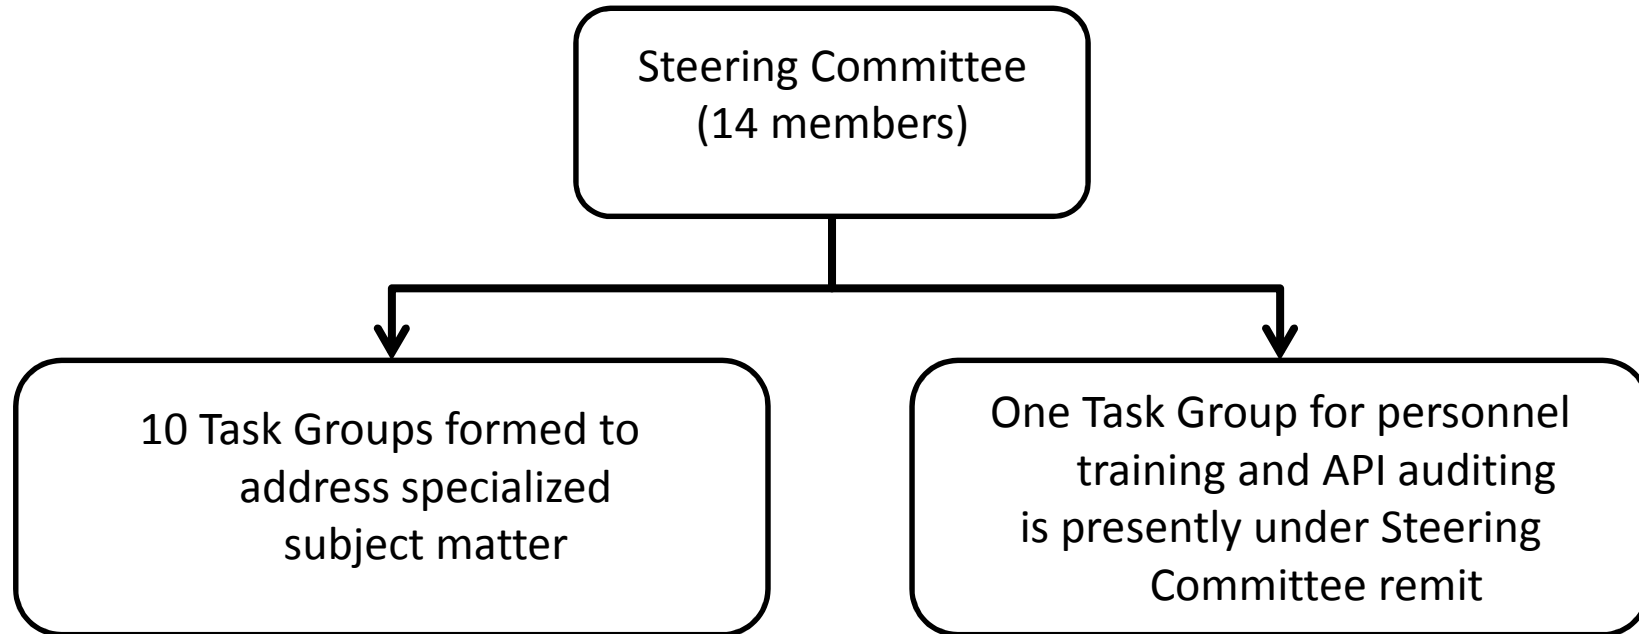 Steering Committee
(14 members)
10 Task Groups formed to
address specialized
subject matter
One Task Group for personnel
training and API auditing
is presently under Steering
Committee remit